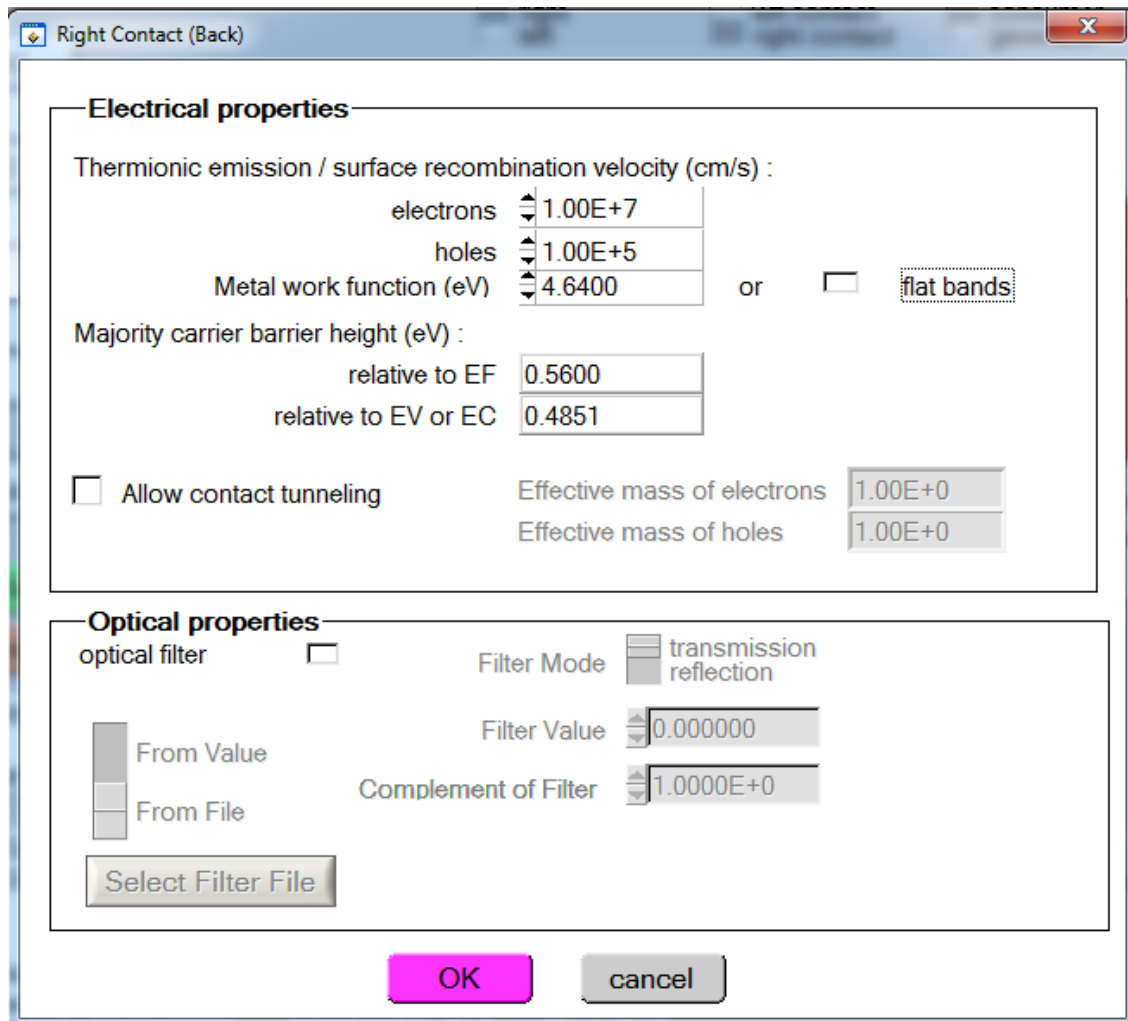 Right Contact (Back)
Electrical properties
Thermionic emission / surface recombination velocity (cm/s) :
electrons 1.00E+7
holes 1.00E+5
Metal work function (eV) 4.6400 or flat bands
Majority carrier barrier height (eV) :
relative to EF 0.5600
relative to EV or EC 0.4851
Allow contact tunneling Effective mass of electrons 1.00E+0
Effective mass of holes 1.00E+0
Optical properties
optical filter Filter Mode transmission
reflection
From Value Filter Value 0.000000
From File Complement of Filter 1.0000E+0
Select Filter File
OK cancel